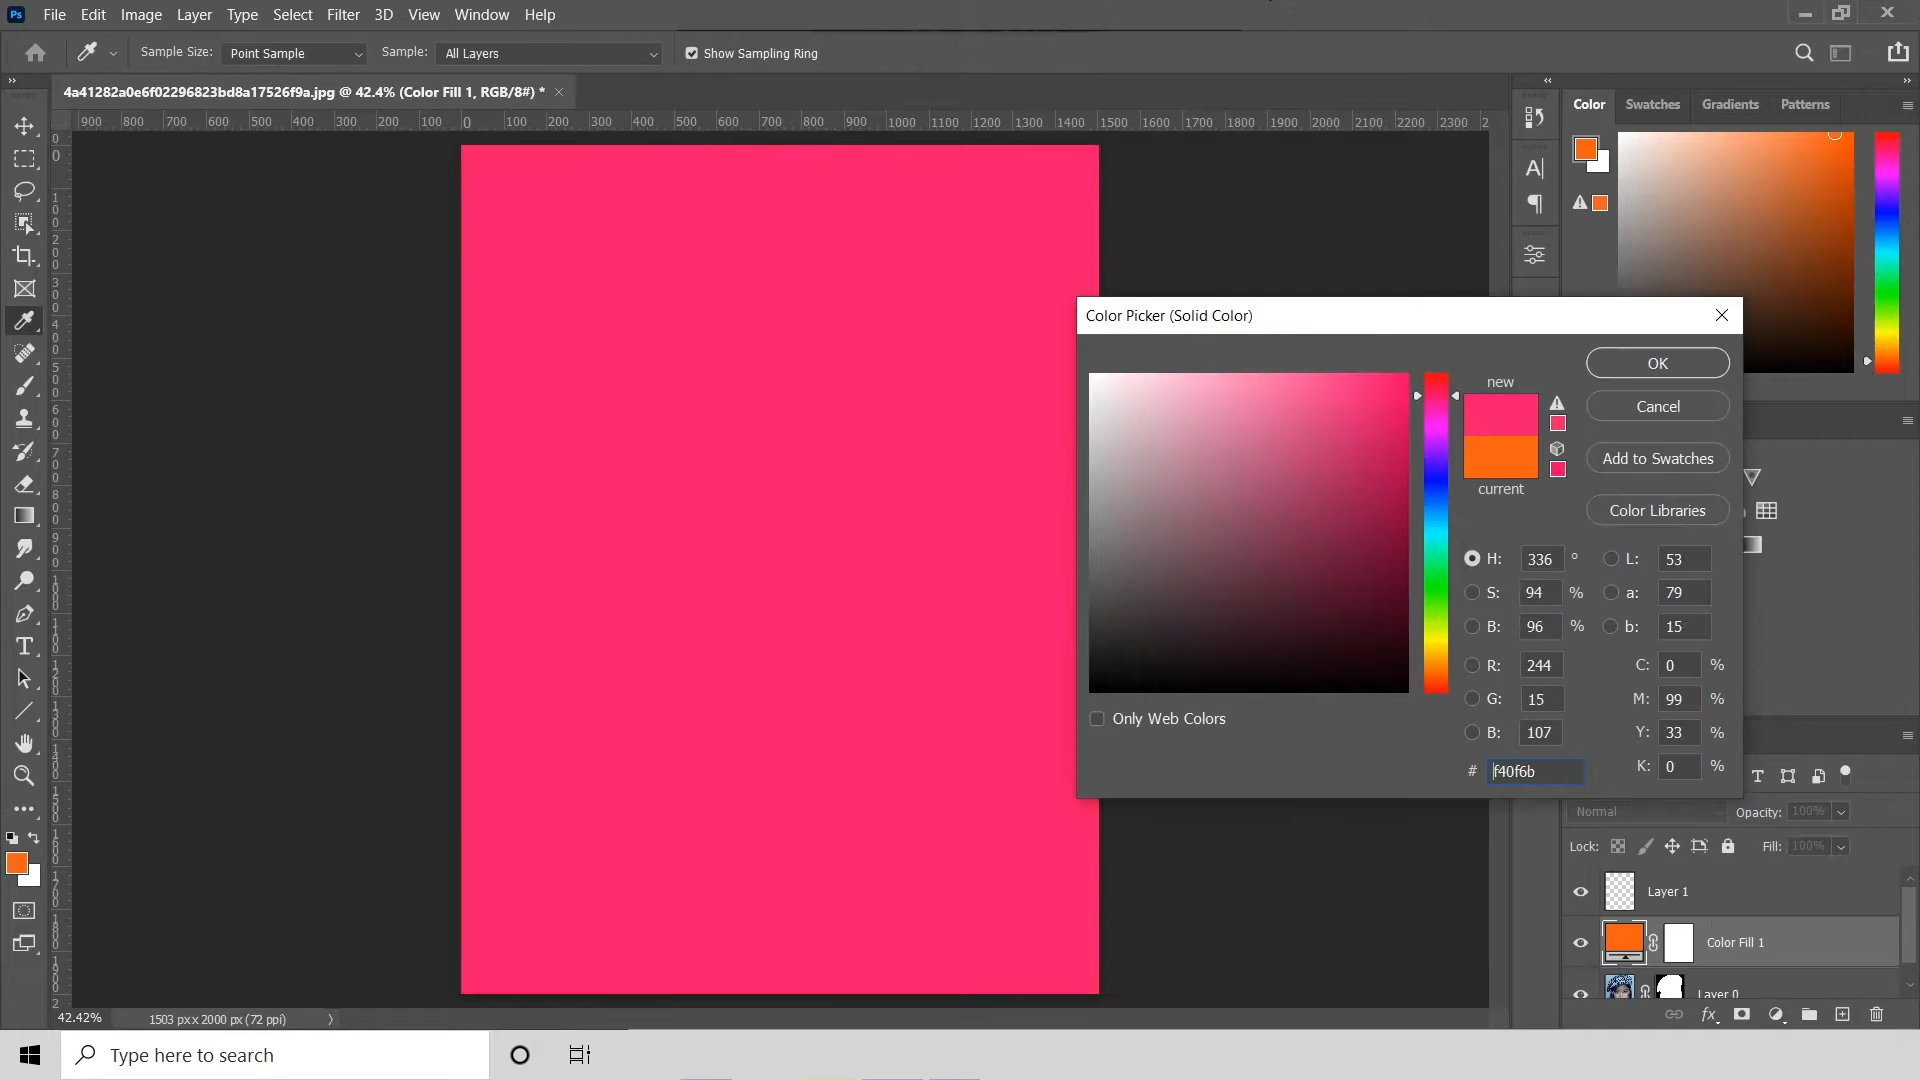 Ps File Edit Image Layer Type Select Filter 3D View Window Help
Sample Size: Point Sample Sample: All Layers Show Sampling Ring
4a41282a0e6f02296823bd8a17526f9a.jpg @ 42.4% (Color Fill 1, RGB/8#) *
Color Swatches Gradients Patterns
900 800 700 600 500 400 300 200 100 0 100 200 300 400 500 600 700 800 900 1000 1100 1200 1300 1400 1500 1600 1700 1800 1900 2000 2100 2200 2300 2
Color Picker (Solid Color)
new
current
OK
Cancel
Add to Swatches
Color Libraries
H: 336 ° L: 53
S: 94 % a: 79
B: 96 % b: 15
R: 244 C: 0 %
G: 15 M: 99 %
B: 107 Y: 33 %
# f40f6b K: 0 %
Only Web Colors
Normal Opacity: 100%
Lock: Fill: 100%
Layer 1
Color Fill 1
Layer 0
fx
42.42% 1503 px x 2000 px (72 ppi)
Type here to search